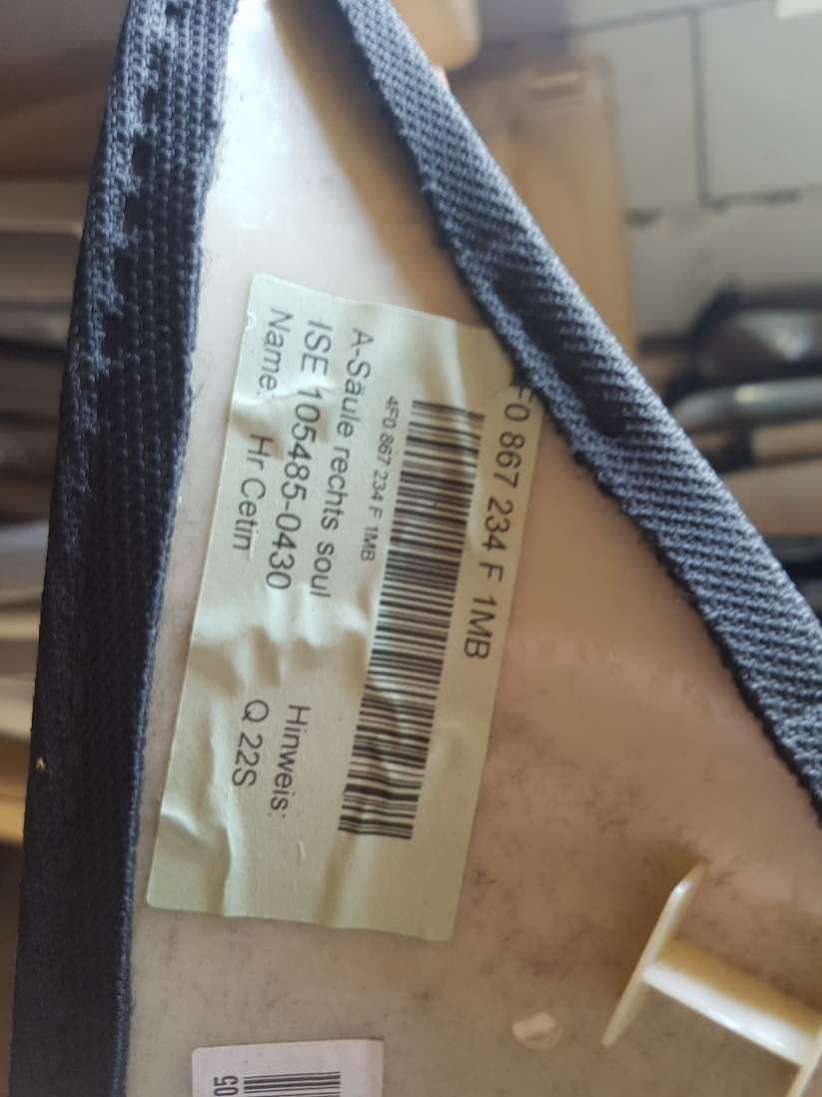 F0 867 234 F 1MB
4F0 867 234 F 1MB
A-Säule rechts soul
ISE 105485-0430
Name: Hr Cetin
Hinweis:
Q 22S
05